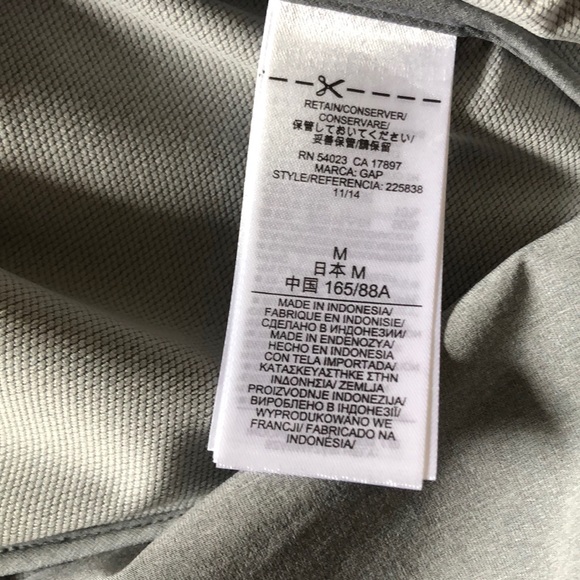 RETAIN/CONSERVER/
CONSERVARE/
保管しておいてください/
妥善保管/請保留
RN 54023 CA 17897
MARCA: GAP
STYLE/REFERENCIA: 225838
11/14
M
日本 M
中国 165/88A
MADE IN INDONESIA/
FABRIQUE EN INDONISIE/
СДЕЛАНО В ИНДОНЕЗИИ/
MADE IN ENDENOZYA/
HECHO EN INDONESIA
CON TELA IMPORTADA/
ΚΑΤΑΣΚΕΥΑΣΤΗΚΕ ΣΤΗΝ
ΙΝΔΟΝΗΣΙΑ/ ZEMLJA
PROIZVODNJE INDONEZIJA/
ВИРОБЛЕНО В ІНДОНЕЗІЇ/
WYPRODUKOWANO WE
FRANCJI/ FABRICADO NA
INDONÉSIA/